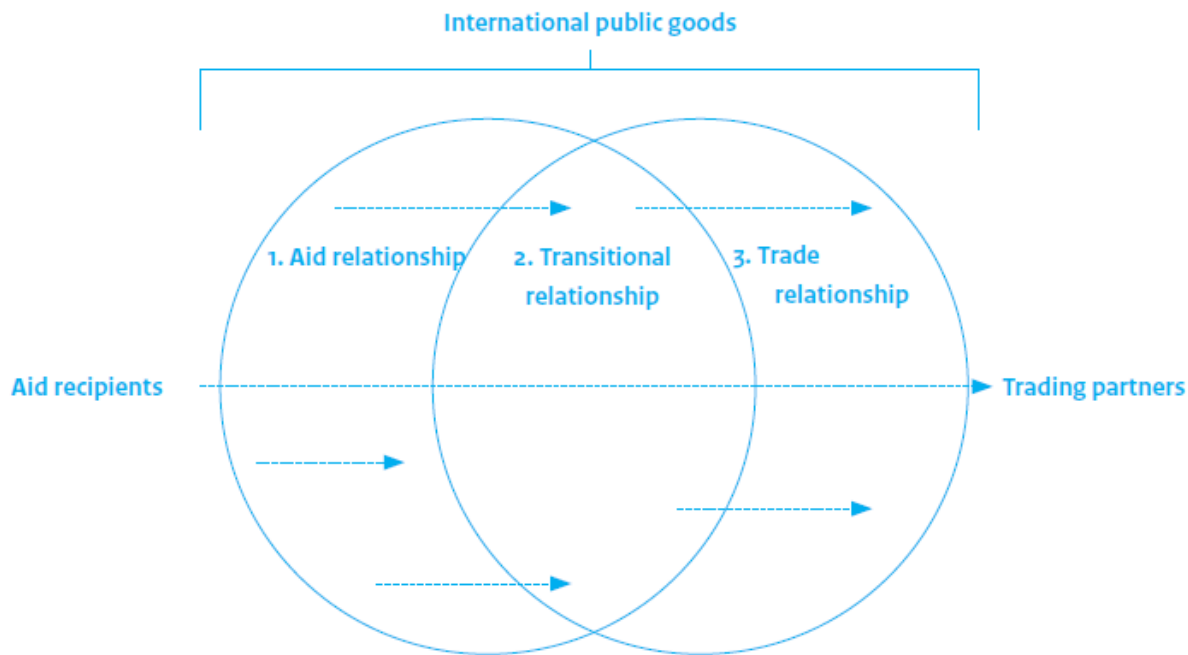 International public goods
1. Aid relationship
2. Transitional
relationship
3. Trade
relationship
Aid recipients
Trading partners